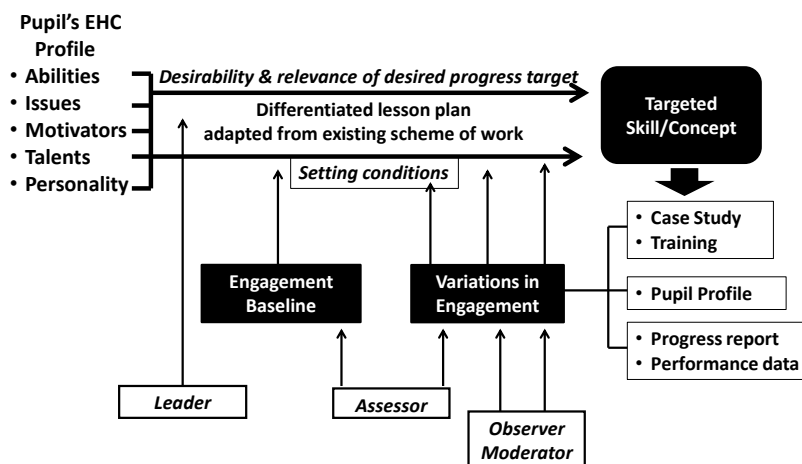 Pupil's EHC
Profile
• Abilities
• Issues
• Motivators
• Talents
• Personality
Desirability & relevance of desired progress target
Differentiated lesson plan
adapted from existing scheme of work
Setting conditions
Targeted
Skill/Concept
• Case Study
• Training
Engagement
Baseline
Variations in
Engagement
• Pupil Profile
• Progress report
• Performance data
Leader
Assessor
Observer
Moderator